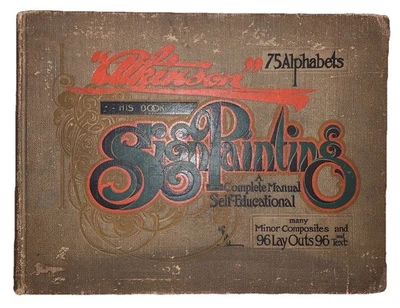 "Atkinson" 75 Alphabets
HIS BOOK
Sign Painting
A
Complete Manual
Self-Educational
many
Minor Composites and
96 Lay Outs 96 and Text